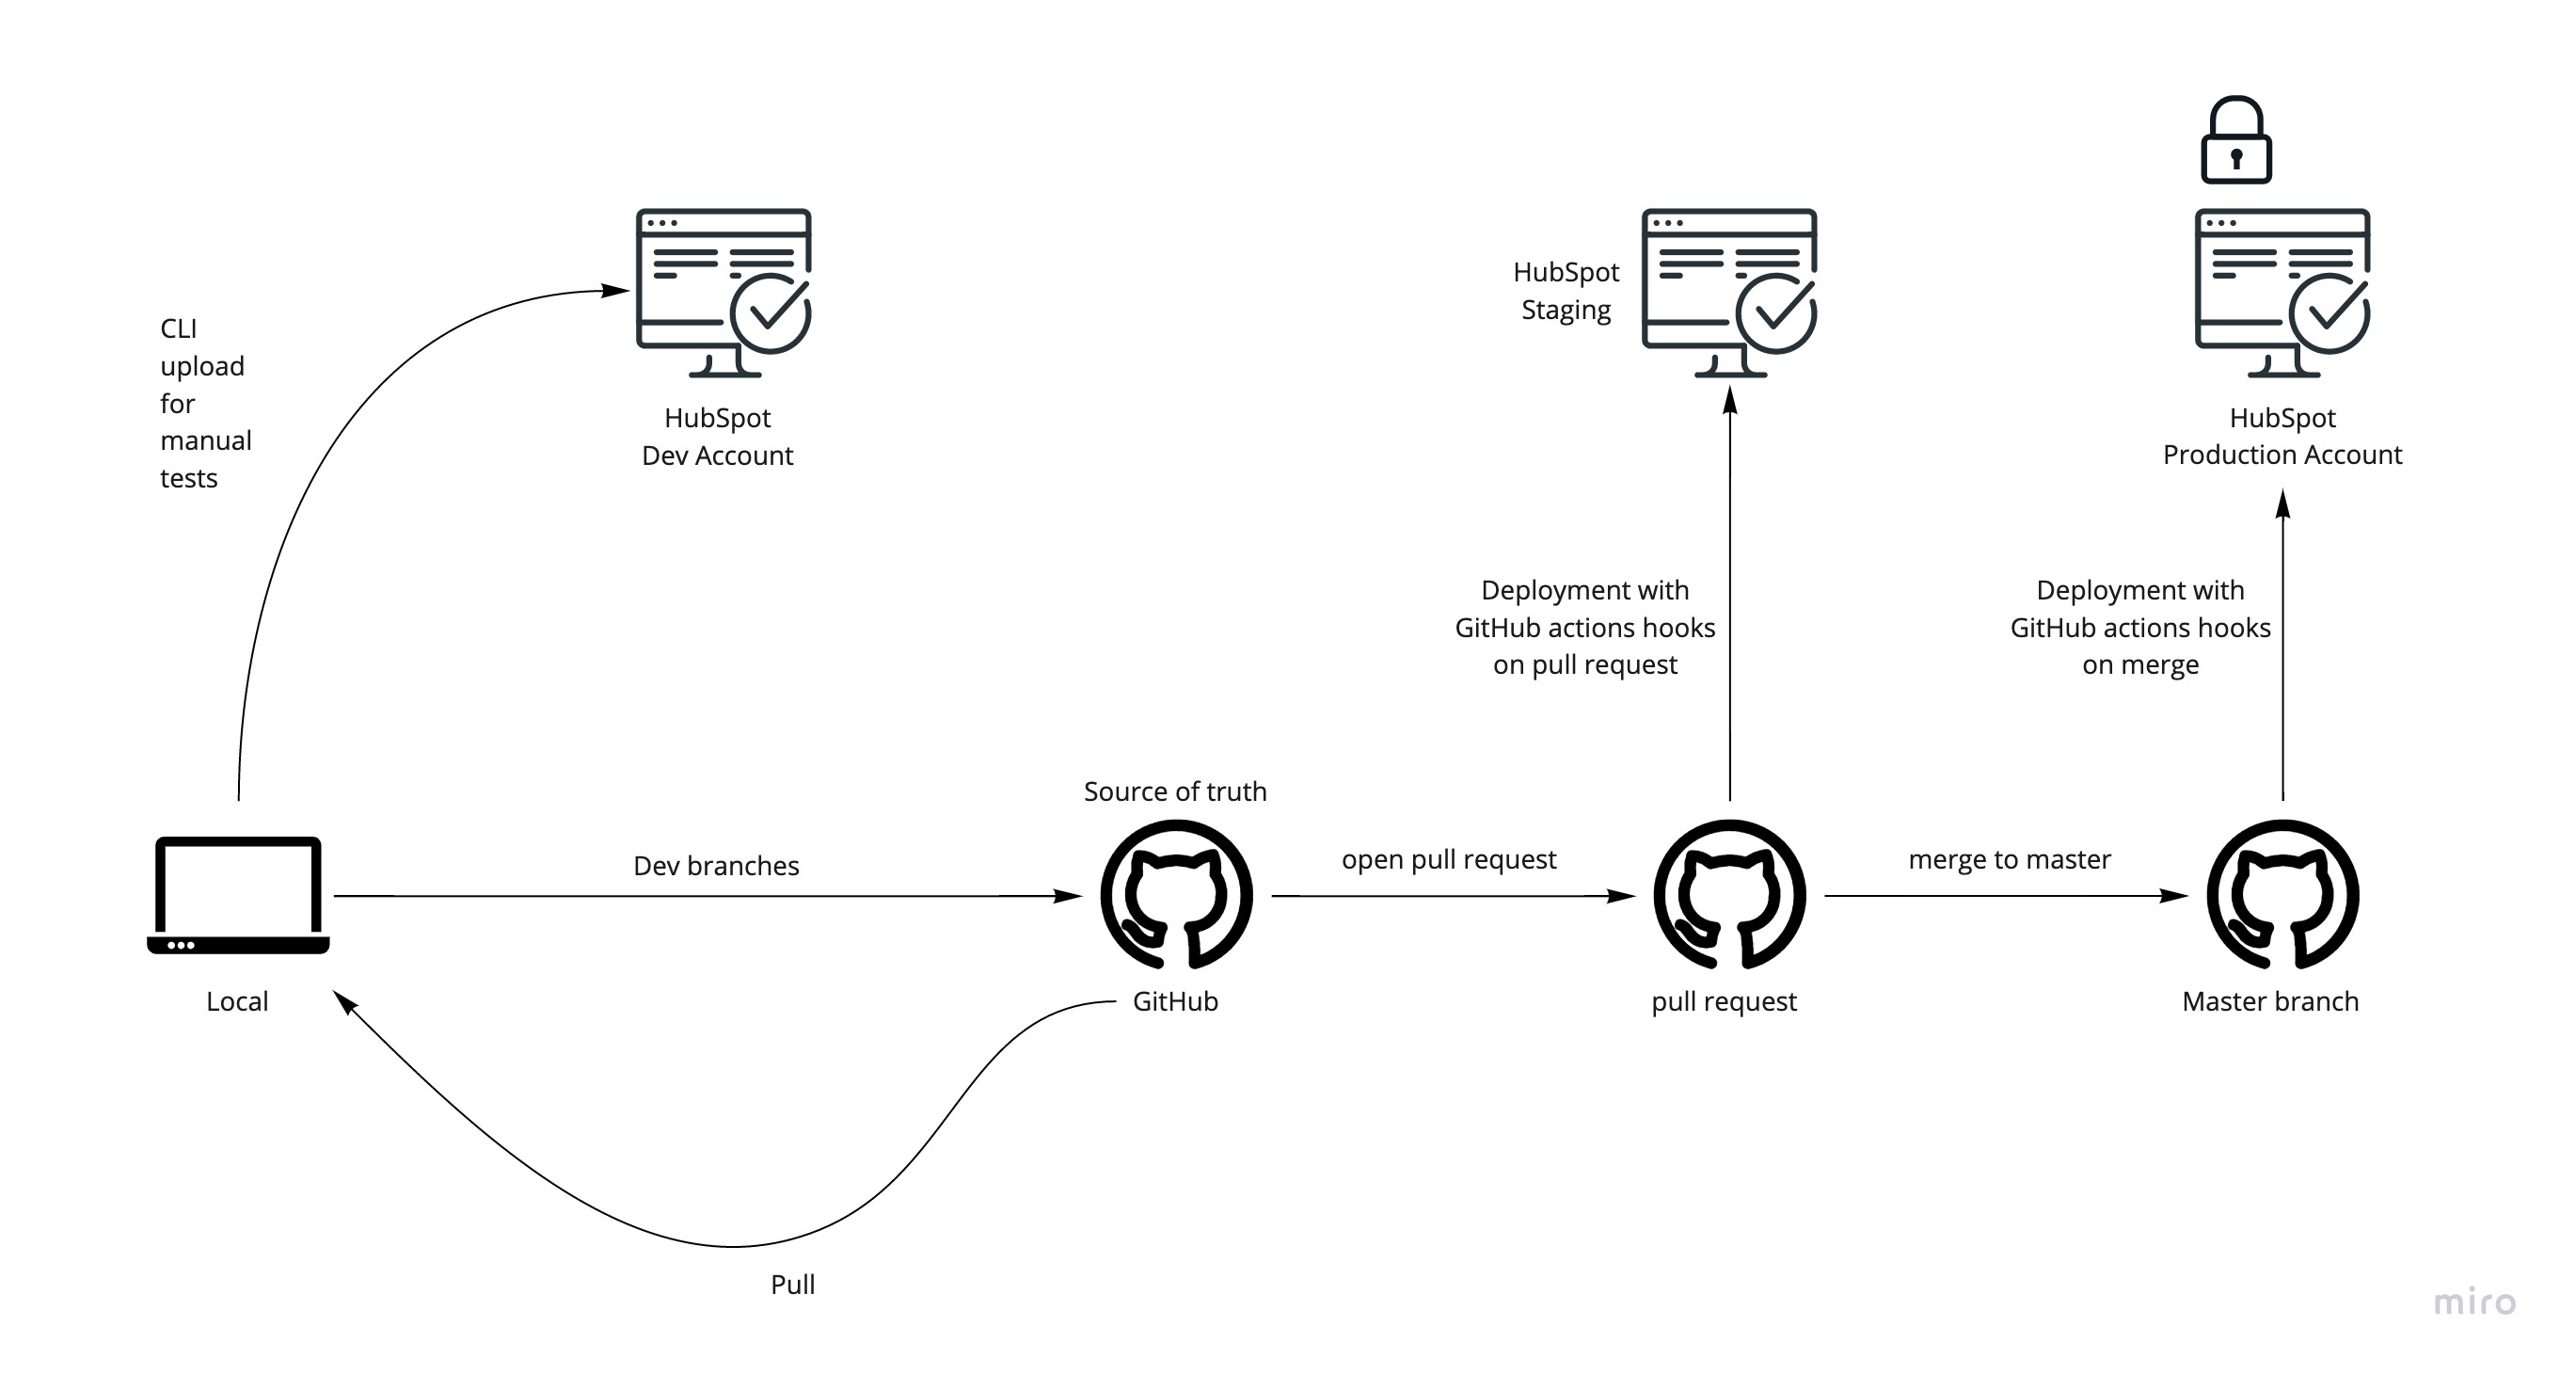 HubSpot
Staging
CLI
upload
for
manual
tests
HubSpot
Dev Account
HubSpot
Production Account
Deployment with
GitHub actions hooks
on pull request
Deployment with
GitHub actions hooks
on merge
Source of truth
Dev branches
open pull request
merge to master
Local
GitHub
pull request
Master branch
Pull
miro